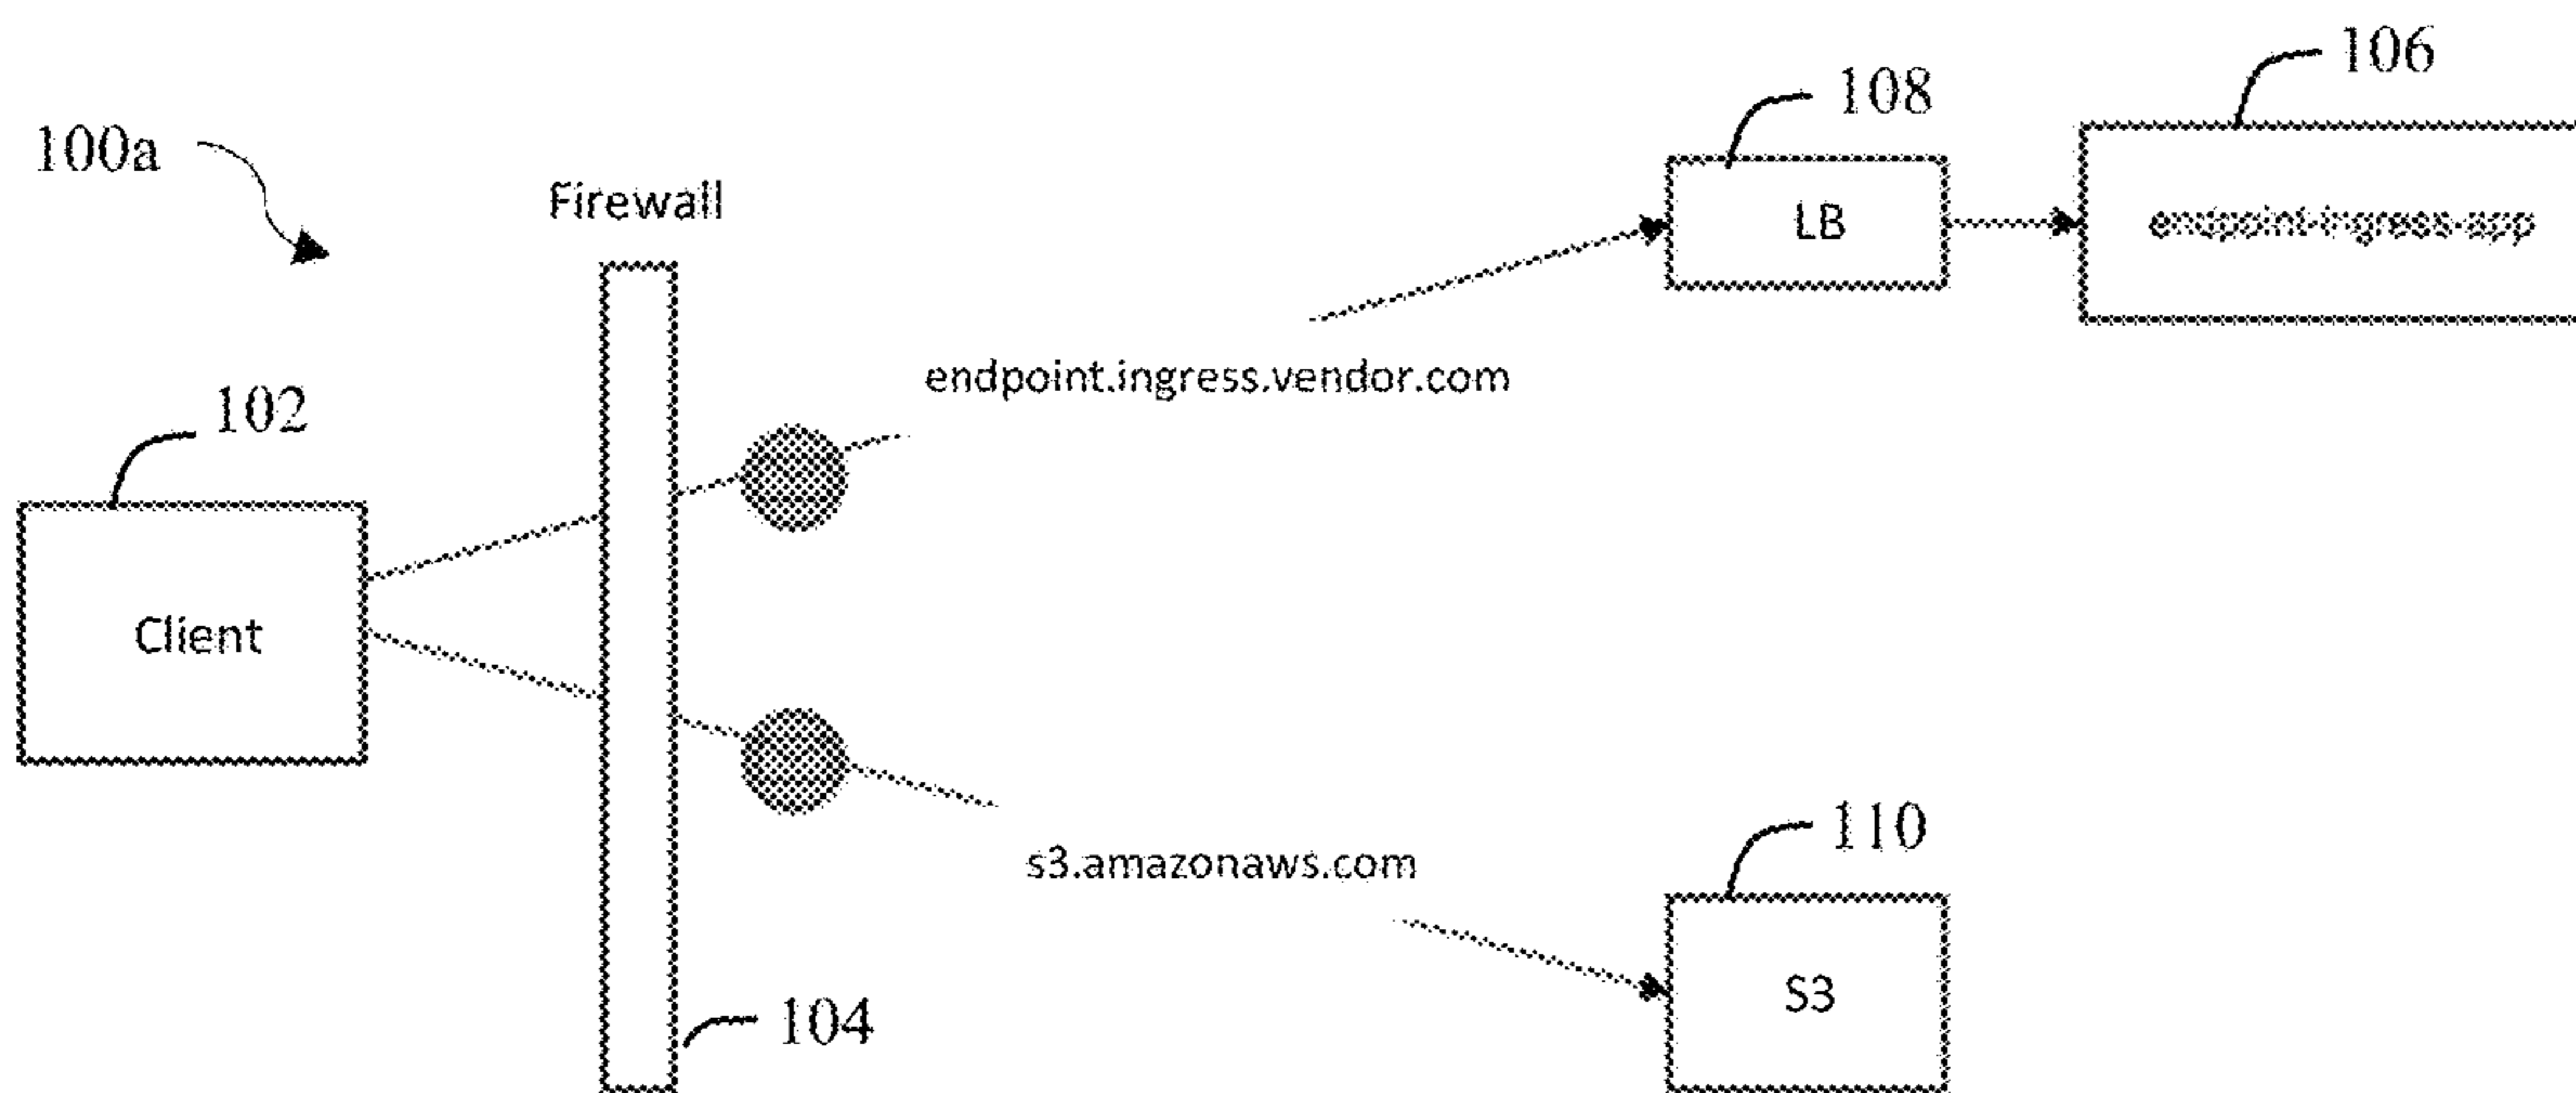 106
108
100a
Firewall
LB
endpoint-ingress-app
endpoint.ingress.vendor.com
102
Client
110
s3.amazonaws.com
S3
104